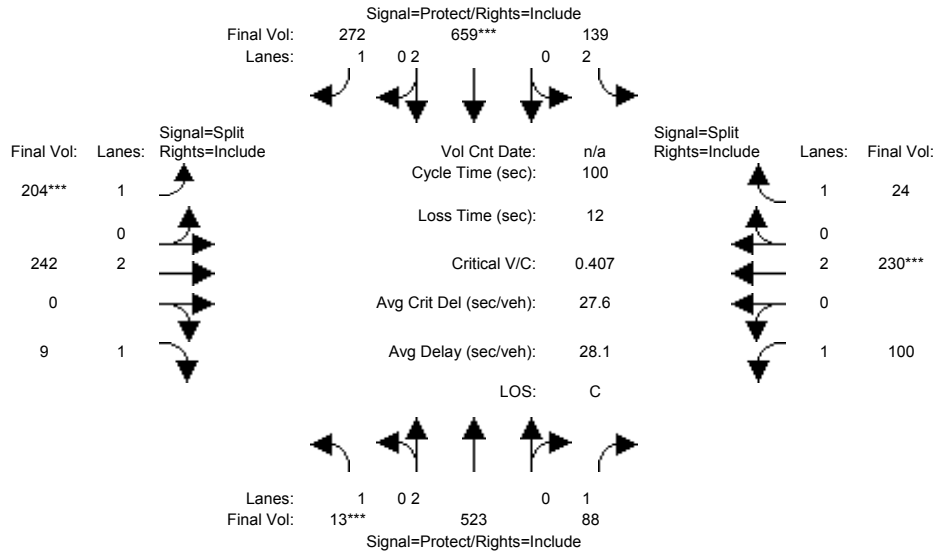 Signal=Protect/Rights=Include
Final Vol: 272 659*** 139
Lanes: 1 0 2 0 2
Signal=Split Signal=Split
Final Vol: Lanes: Rights=Include Vol Cnt Date: n/a Rights=Include Lanes: Final Vol:
Cycle Time (sec): 100
204*** 1 1 24
Loss Time (sec): 12
0 0
242 2 Critical V/C: 0.407 2 230***
0 Avg Crit Del (sec/veh): 27.6 0
9 1 Avg Delay (sec/veh): 28.1 1 100
LOS: C
Lanes: 1 0 2 0 1
Final Vol: 13*** 523 88
Signal=Protect/Rights=Include